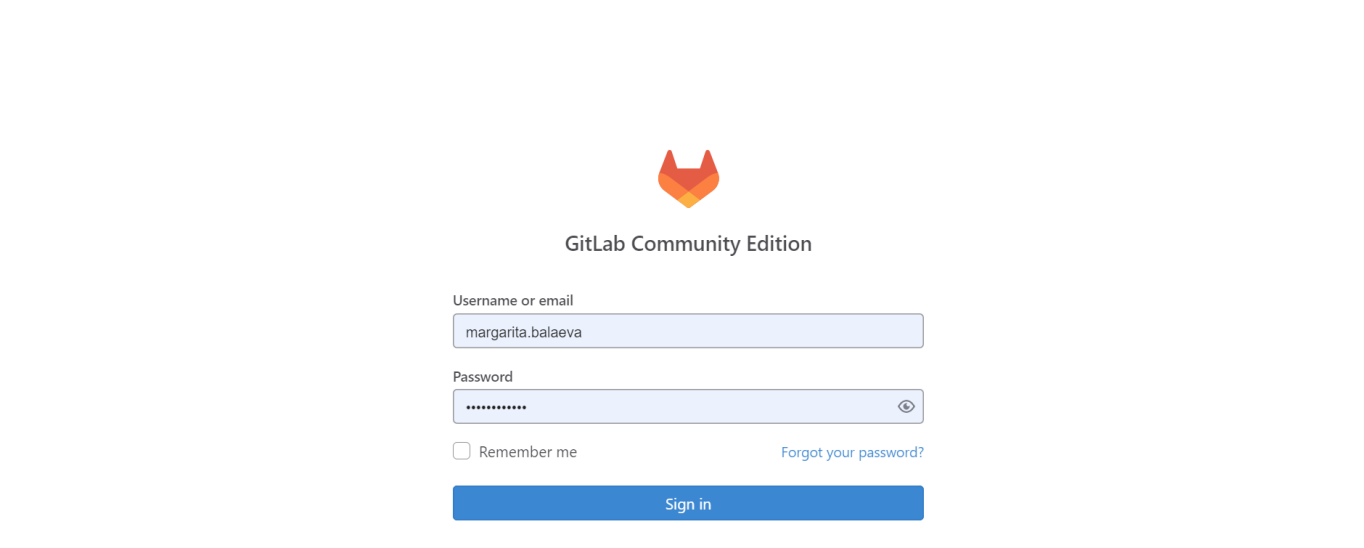 GitLab Community Edition
Username or email
margarita.balaeva
Password
••••••••••••
Remember me Forgot your password?
Sign in